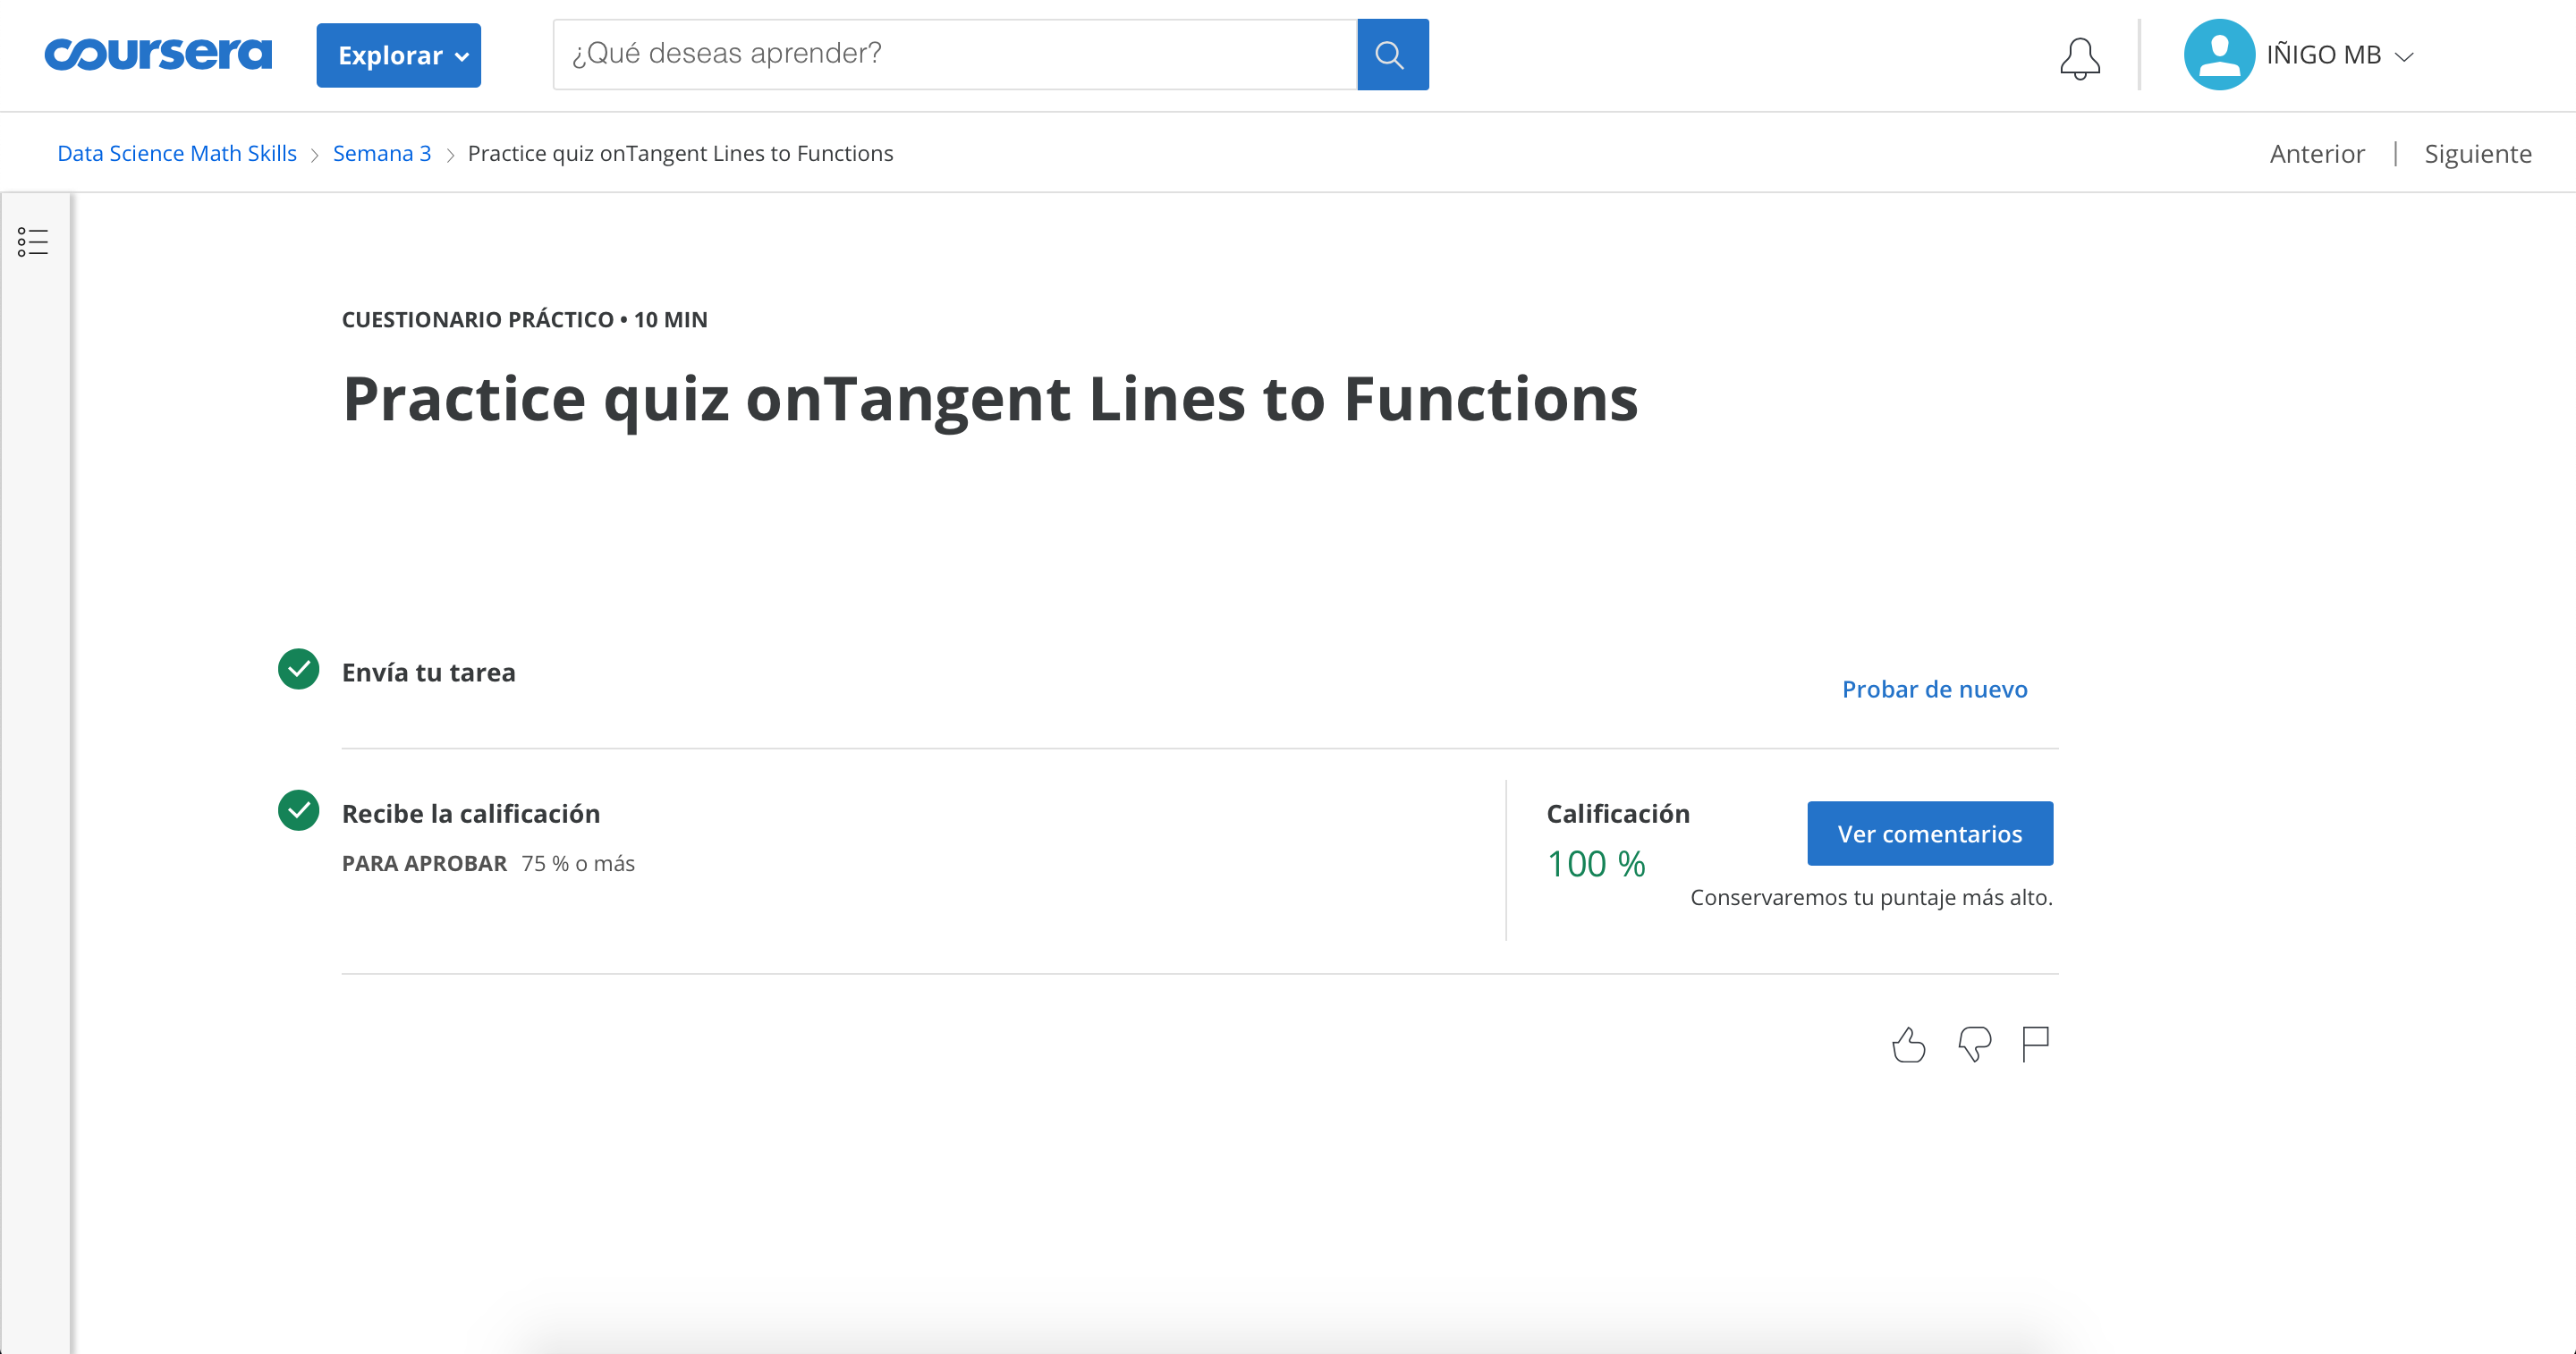 coursera
Explorar
¿Qué deseas aprender?
IÑIGO MB
Data Science Math Skills
Semana 3
Practice quiz onTangent Lines to Functions
Anterior | Siguiente
CUESTIONARIO PRÁCTICO • 10 MIN
Practice quiz onTangent Lines to Functions
Envía tu tarea
Probar de nuevo
Recibe la calificación
PARA APROBAR 75 % o más
Calificación
100 %
Ver comentarios
Conservaremos tu puntaje más alto.